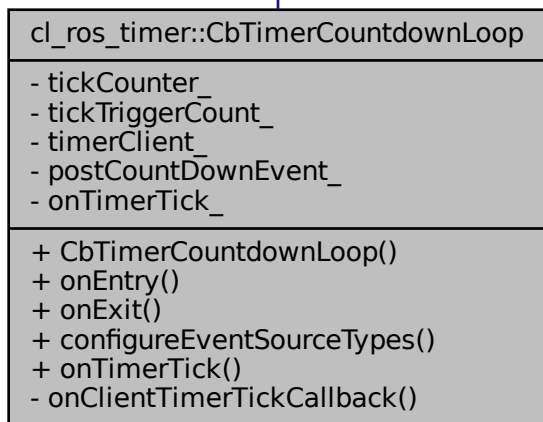 cl_ros_timer::CbTimerCountdownLoop
- tickCounter_
- tickTriggerCount_
- timerClient_
- postCountDownEvent_
- onTimerTick_
+ CbTimerCountdownLoop()
+ onEntry()
+ onExit()
+ configureEventSourceTypes()
+ onTimerTick()
- onClientTimerTickCallback()